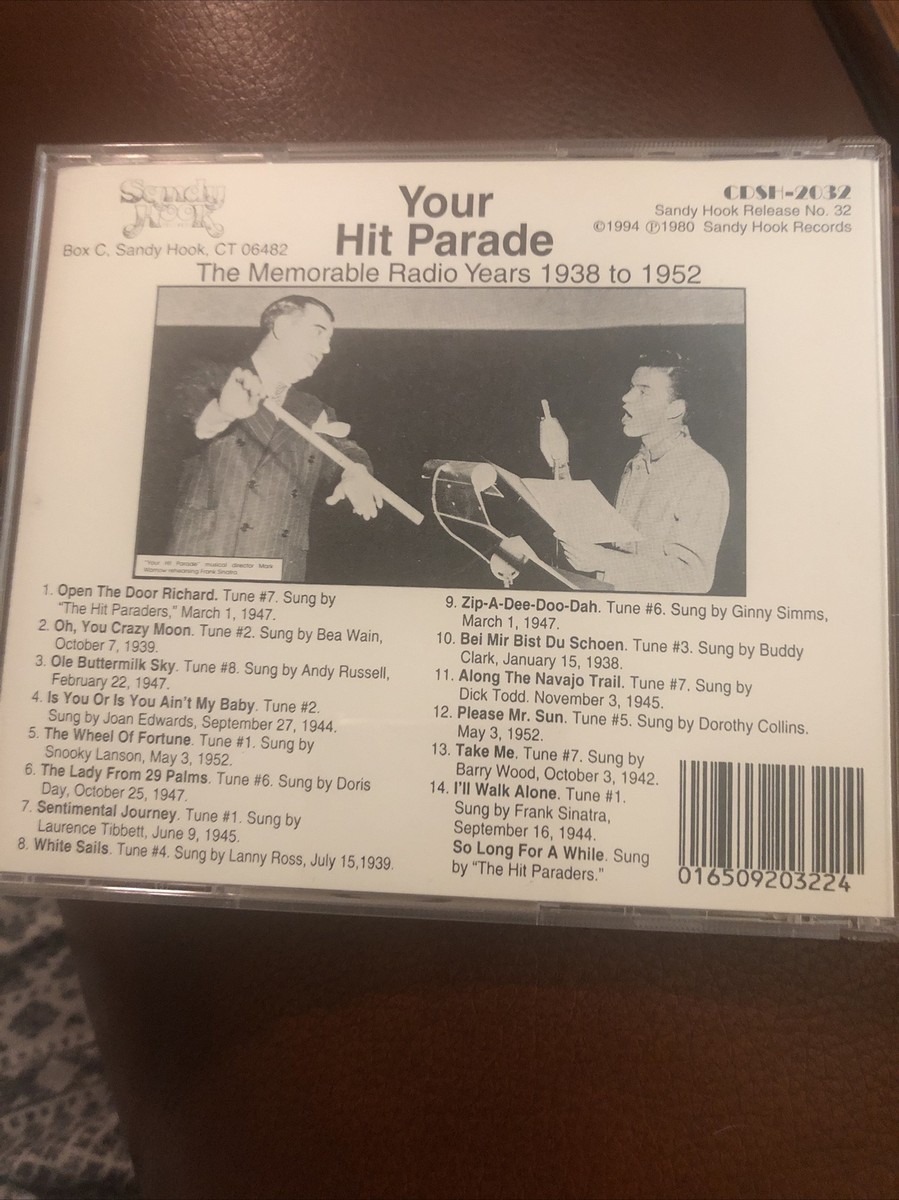 Sandy Hook
Box C, Sandy Hook, CT 06482
Your
Hit Parade
The Memorable Radio Years 1938 to 1952
CDSH-2032
Sandy Hook Release No. 32
©1994 ℗1980 Sandy Hook Records
"Your Hit Parade" musical director Mark
Warnow rehearsing Frank Sinatra.
1. Open The Door Richard. Tune #7. Sung by
"The Hit Paraders," March 1, 1947.
2. Oh, You Crazy Moon. Tune #2. Sung by Bea Wain,
October 7, 1939.
3. Ole Buttermilk Sky. Tune #8. Sung by Andy Russell,
February 22, 1947.
4. Is You Or Is You Ain't My Baby. Tune #2.
Sung by Joan Edwards, September 27, 1944.
5. The Wheel Of Fortune. Tune #1. Sung by
Snooky Lanson, May 3, 1952.
6. The Lady From 29 Palms. Tune #6. Sung by Doris
Day, October 25, 1947.
7. Sentimental Journey. Tune #1. Sung by
Laurence Tibbett, June 9, 1945.
8. White Sails. Tune #4. Sung by Lanny Ross, July 15,1939.
9. Zip-A-Dee-Doo-Dah. Tune #6. Sung by Ginny Simms,
March 1, 1947.
10. Bei Mir Bist Du Schoen. Tune #3. Sung by Buddy
Clark, January 15, 1938.
11. Along The Navajo Trail. Tune #7. Sung by
Dick Todd. November 3, 1945.
12. Please Mr. Sun. Tune #5. Sung by Dorothy Collins.
May 3, 1952.
13. Take Me. Tune #7. Sung by
Barry Wood, October 3, 1942.
14. I'll Walk Alone. Tune #1.
Sung by Frank Sinatra,
September 16, 1944.
So Long For A While. Sung
by "The Hit Paraders."
016509203224